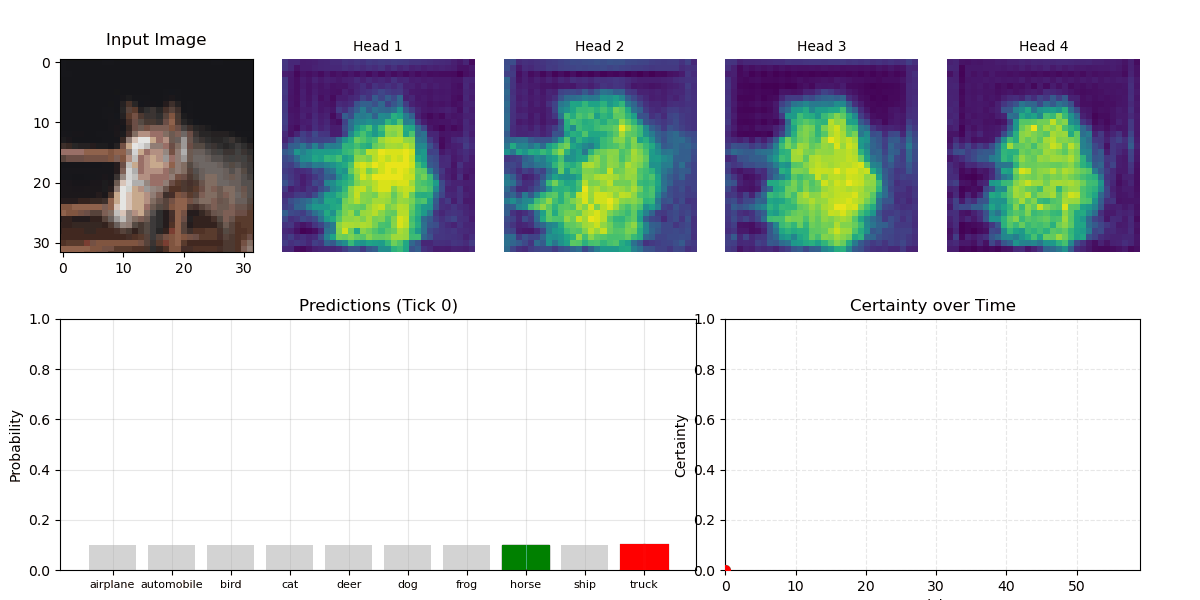 Input Image
Head 1
Head 2
Head 3
Head 4
0
10
20
30
0 10 20 30
Predictions (Tick 0)
Probability
1.0
0.8
0.6
0.4
0.2
0.0
airplane automobile bird cat deer dog frog horse ship truck
Certainty over Time
Certainty
1.0
0.8
0.6
0.4
0.2
0.0
0 10 20 30 40 50